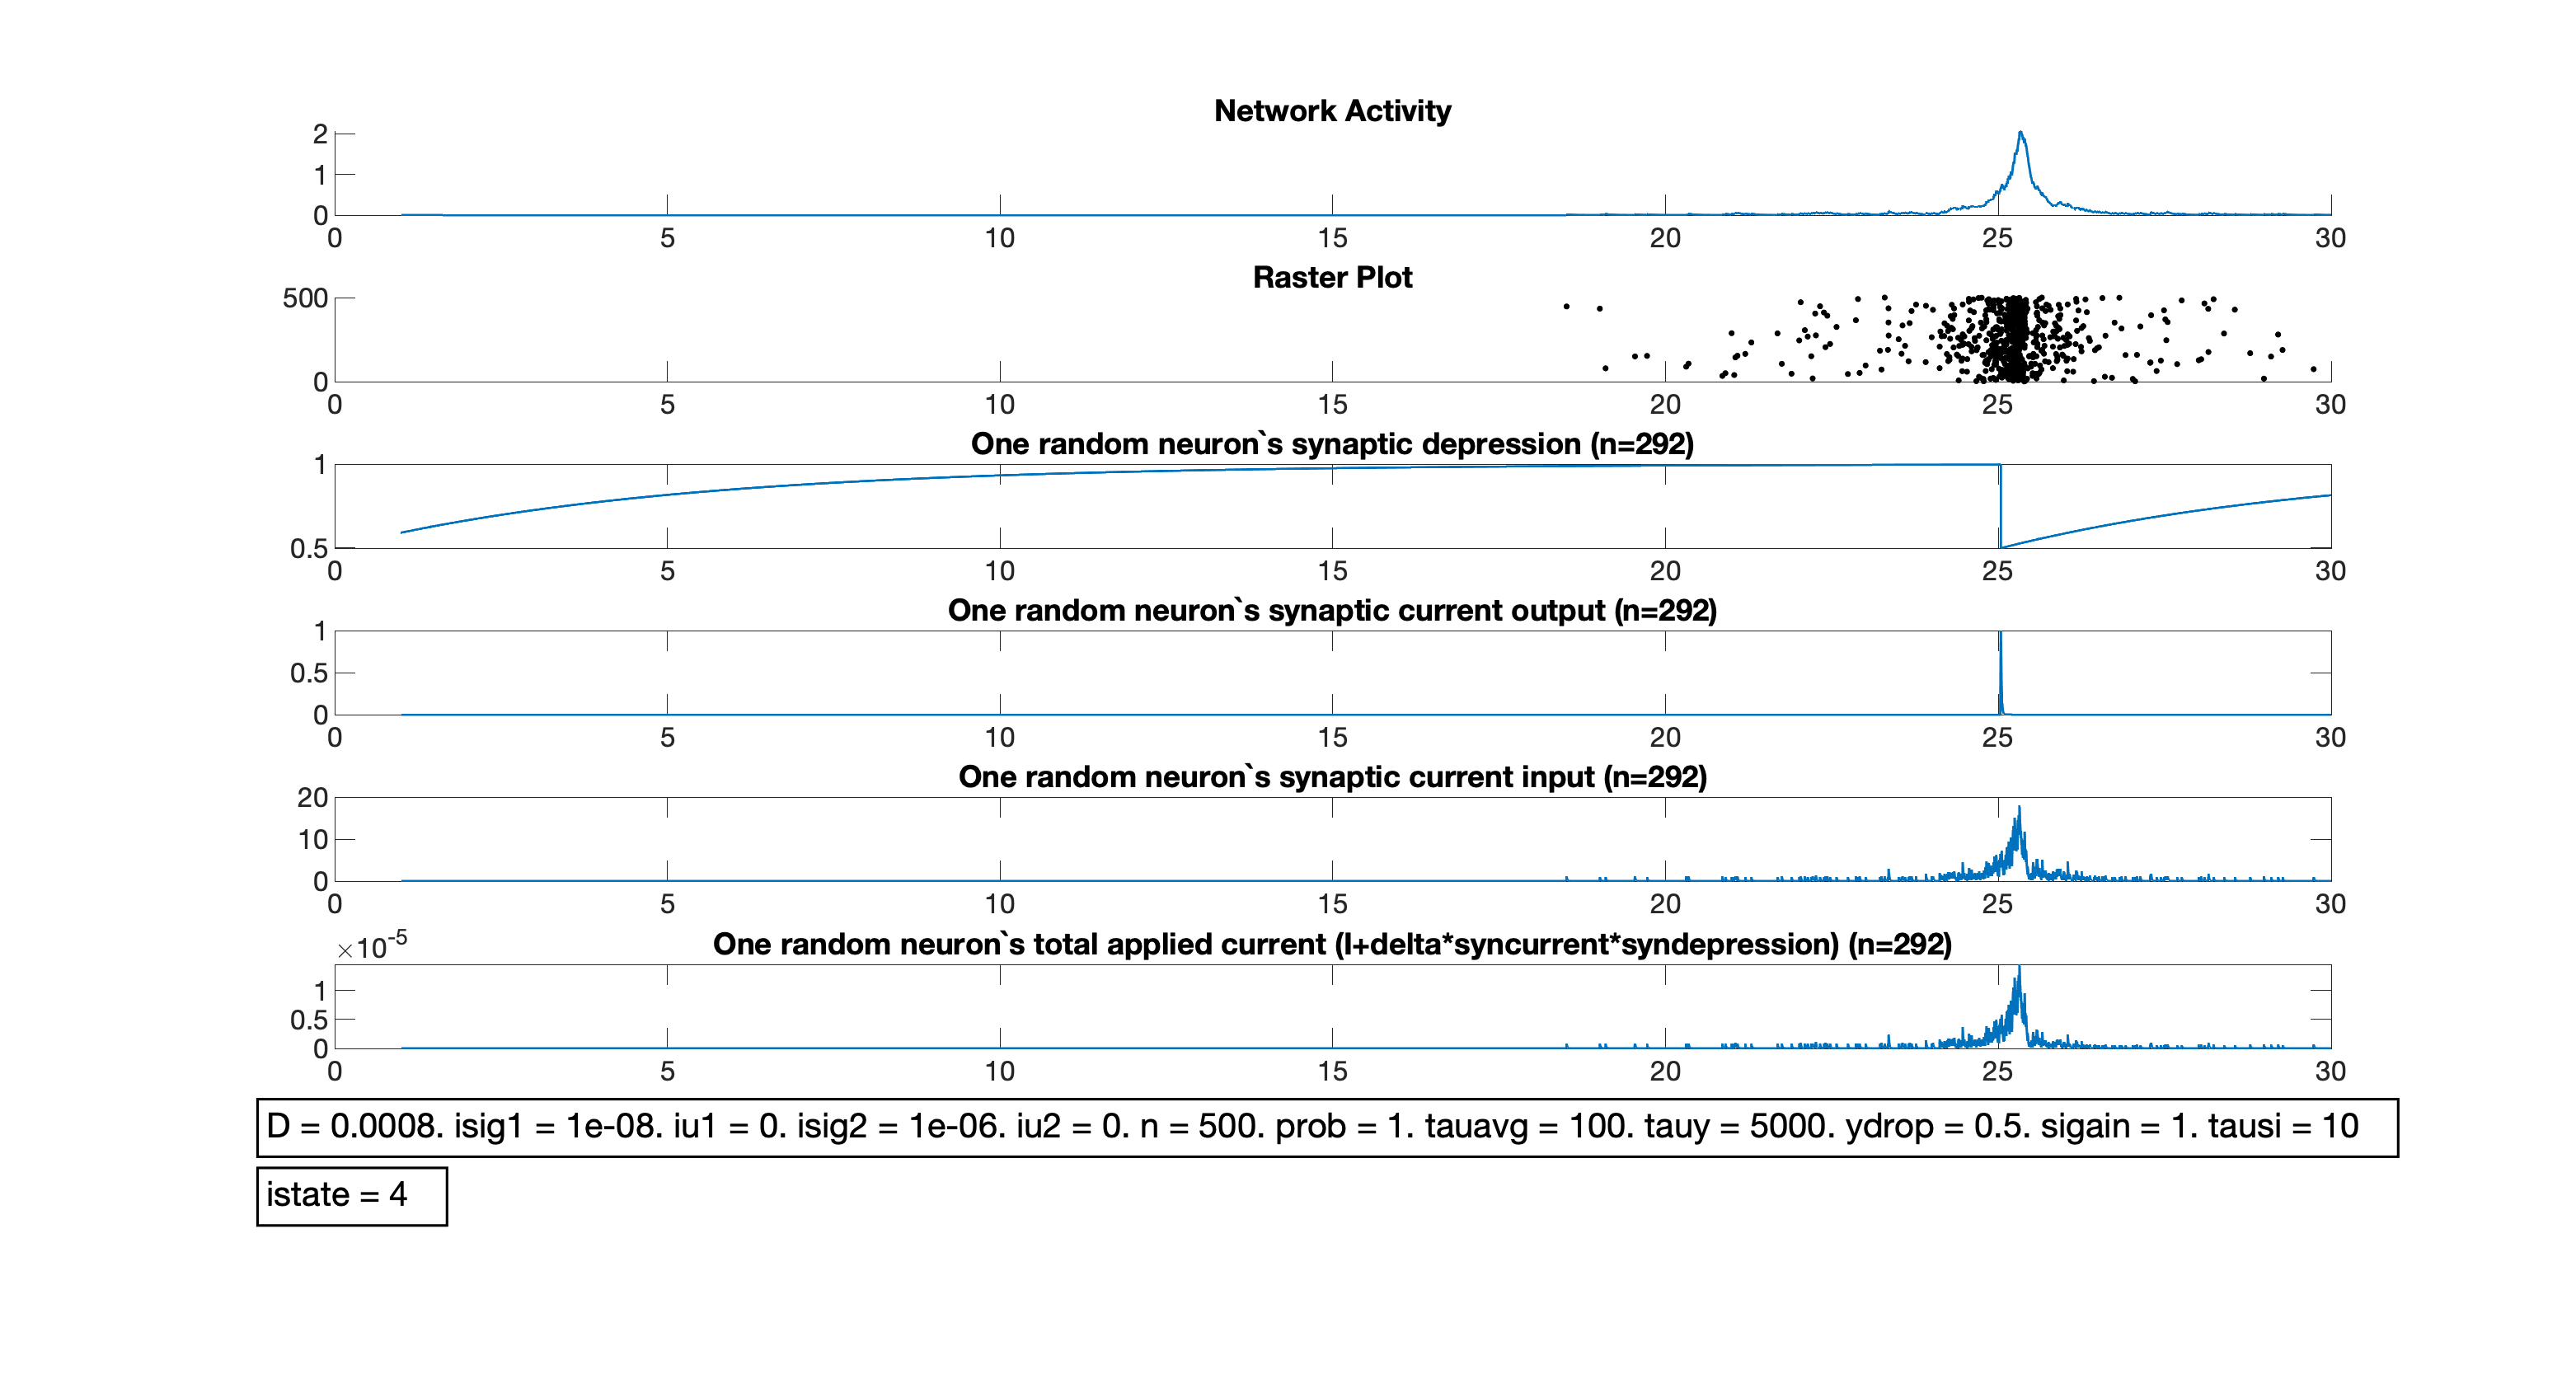 Network Activity
2
1
0
0 5 10 15 20 25 30
Raster Plot
500
0
0 5 10 15 20 25 30
One random neuron`s synaptic depression (n=292)
1
0.5
0 5 10 15 20 25 30
One random neuron`s synaptic current output (n=292)
1
0.5
0
0 5 10 15 20 25 30
One random neuron`s synaptic current input (n=292)
20
10
0
0 5 10 15 20 25 30
×10-5
One random neuron`s total applied current (I+delta*syncurrent*syndepression) (n=292)
1
0.5
0
0 5 10 15 20 25 30
D = 0.0008. isig1 = 1e-08. iu1 = 0. isig2 = 1e-06. iu2 = 0. n = 500. prob = 1. tauavg = 100. tauy = 5000. ydrop = 0.5. sigain = 1. tausi = 10
istate = 4